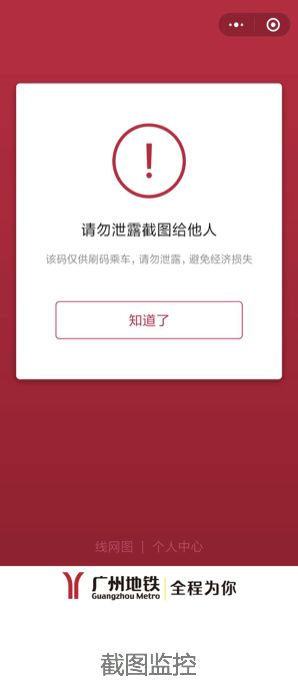 请勿泄露截图给他人
该码仅供刷码乘车，请勿泄露，避免经济损失
知道了
线网图 | 个人中心
广州地铁 全程为你
Guangzhou Metro
截图监控